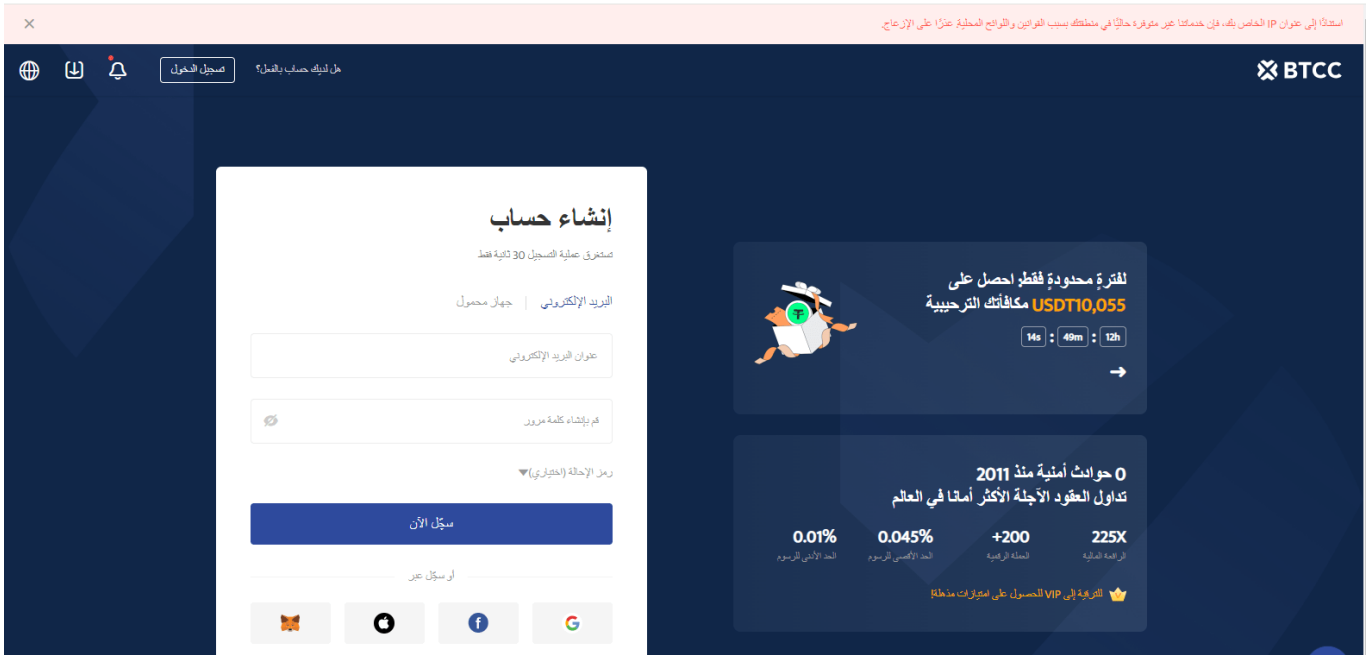 استنادًا إلى عنوان IP الخاص بك، فإن خدماتنا غير متوفرة حاليًا في منطقتك بسبب القوانين واللوائح المحلية. عذرًا على الإزعاج.
BTCC
هل لديك حساب بالفعل؟ تسجيل الدخول
لفترةٍ محدودةٍ فقط، احصل على
USDT10,055 مكافأتك الترحيبية
12h : 49m : 14s
0 حوادث أمنية منذ 2011
تداول العقود الآجلة الأكثر أمانا في العالم
225X +200 0.045% 0.01%
الرافعة المالية العملة الرقمية الحد الأقصى للرسوم الحد الأدنى للرسوم
للترقية إلى VIP للحصول على امتيازات مذهلة!
إنشاء حساب
تستغرق عملية التسجيل 30 ثانية فقط
البريد الإلكتروني | جهاز محمول
عنوان البريد الإلكتروني
قم بإنشاء كلمة مرور
رمز الإحالة (اختياري)
سجّل الآن
أو سجّل عبر